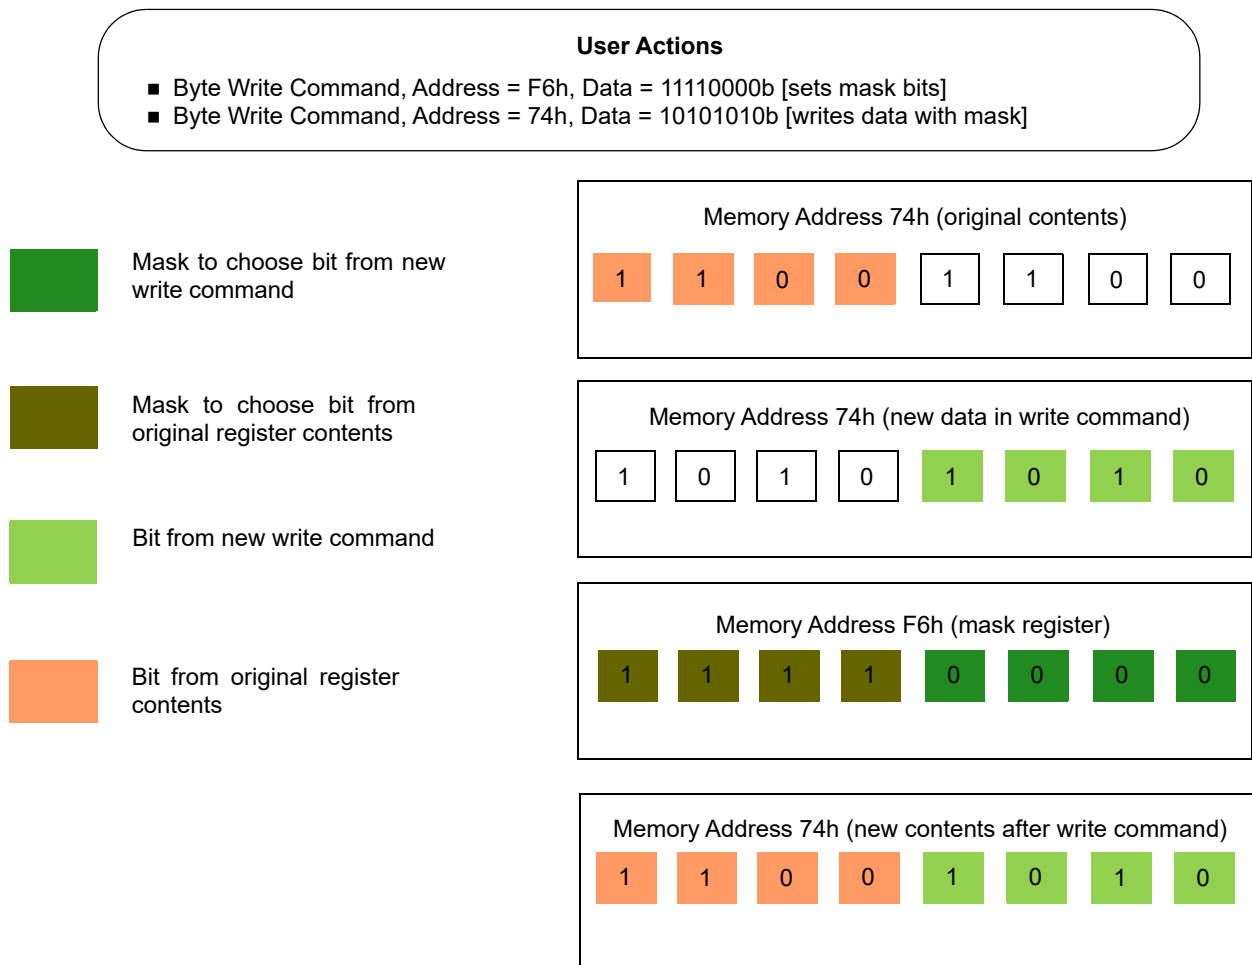 User Actions
■ Byte Write Command, Address = F6h, Data = 11110000b [sets mask bits]
■ Byte Write Command, Address = 74h, Data = 10101010b [writes data with mask]
Mask to choose bit from new
write command
Mask to choose bit from
original register contents
Bit from new write command
Bit from original register
contents
Memory Address 74h (original contents)
1 1 0 0 1 1 0 0
Memory Address 74h (new data in write command)
1 0 1 0 1 0 1 0
Memory Address F6h (mask register)
1 1 1 1 0 0 0 0
Memory Address 74h (new contents after write command)
1 1 0 0 1 0 1 0